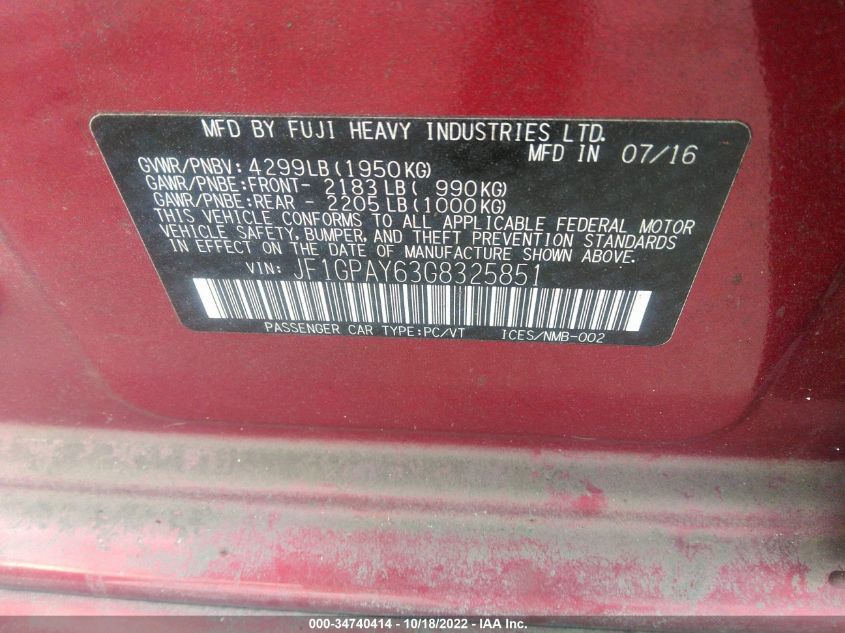 MFD BY FUJI HEAVY INDUSTRIES LTD.
MFD IN 07/16
GVWR/PNBV: 4299LB (1950KG)
GAWR/PNBE:FRONT- 2183LB ( 990KG)
GAWR/PNBE:REAR - 2205LB (1000KG)
THIS VEHICLE CONFORMS TO ALL APPLICABLE FEDERAL MOTOR
VEHICLE SAFETY, BUMPER, AND THEFT PREVENTION STANDARDS
IN EFFECT ON THE DATE OF MANUFACTURE SHOWN ABOVE.
VIN: JF1GPAY63G8325851
PASSENGER CAR TYPE:PC/VT ICES/NMB-002
000-34740414 - 10/18/2022 - IAA Inc.